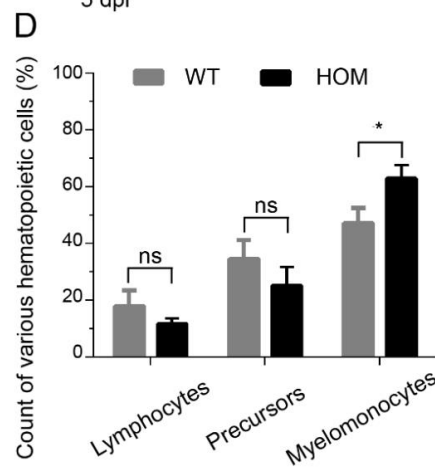 5 dpf
D
Count of various hematopoietic cells (%)
WT HOM
100
80
60
40
20
0
ns
ns
*
Lymphocytes
Precursors
Myelomonocytes